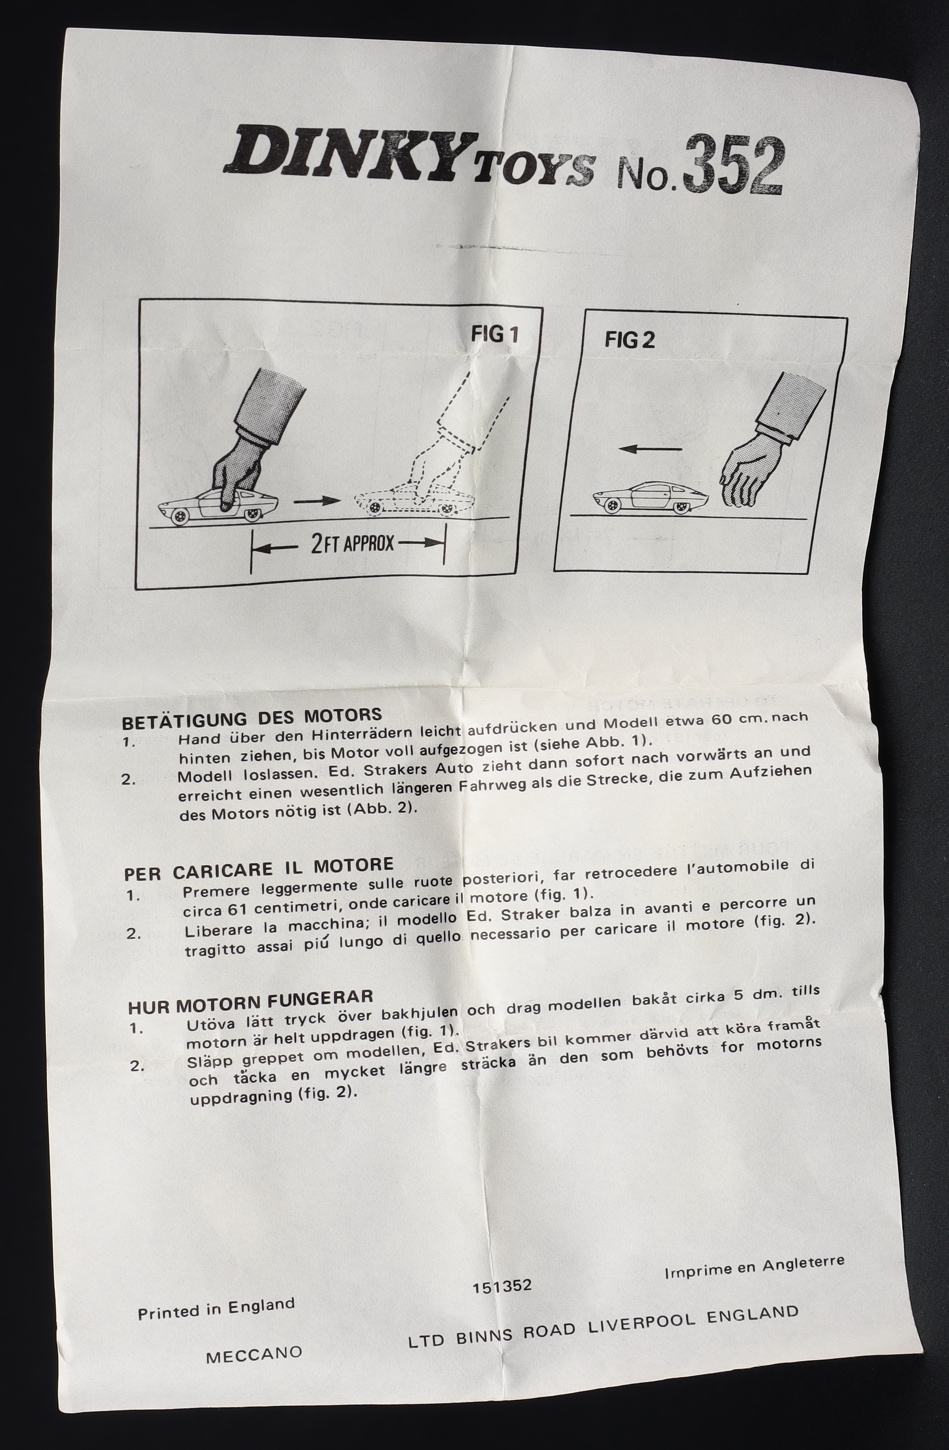 DINKY TOYS No. 352
FIG 1
FIG 2
2FT APPROX
BETÄTIGUNG DES MOTORS
1. Hand über den Hinterrädern leicht aufdrücken und Modell etwa 60 cm. nach
hinten ziehen, bis Motor voll aufgezogen ist (siehe Abb. 1).
2. Modell loslassen. Ed. Strakers Auto zieht dann sofort nach vorwärts an und
erreicht einen wesentlich längeren Fahrweg als die Strecke, die zum Aufziehen
des Motors nötig ist (Abb. 2).
PER CARICARE IL MOTORE
1. Premere leggermente sulle ruote posteriori, far retrocedere l'automobile di
circa 61 centimetri, onde caricare il motore (fig. 1).
2. Liberare la macchina; il modello Ed. Straker balza in avanti e percorre un
tragitto assai piú lungo di quello necessario per caricare il motore (fig. 2).
HUR MOTORN FUNGERAR
1. Utöva lätt tryck över bakhjulen och drag modellen bakåt cirka 5 dm. tills
motorn är helt uppdragen (fig. 1).
2. Släpp greppet om modellen, Ed. Strakers bil kommer därvid att köra framåt
och täcka en mycket längre sträcka än den som behövts for motorns
uppdragning (fig. 2).
Printed in England
151352
Imprime en Angleterre
MECCANO LTD BINNS ROAD LIVERPOOL ENGLAND